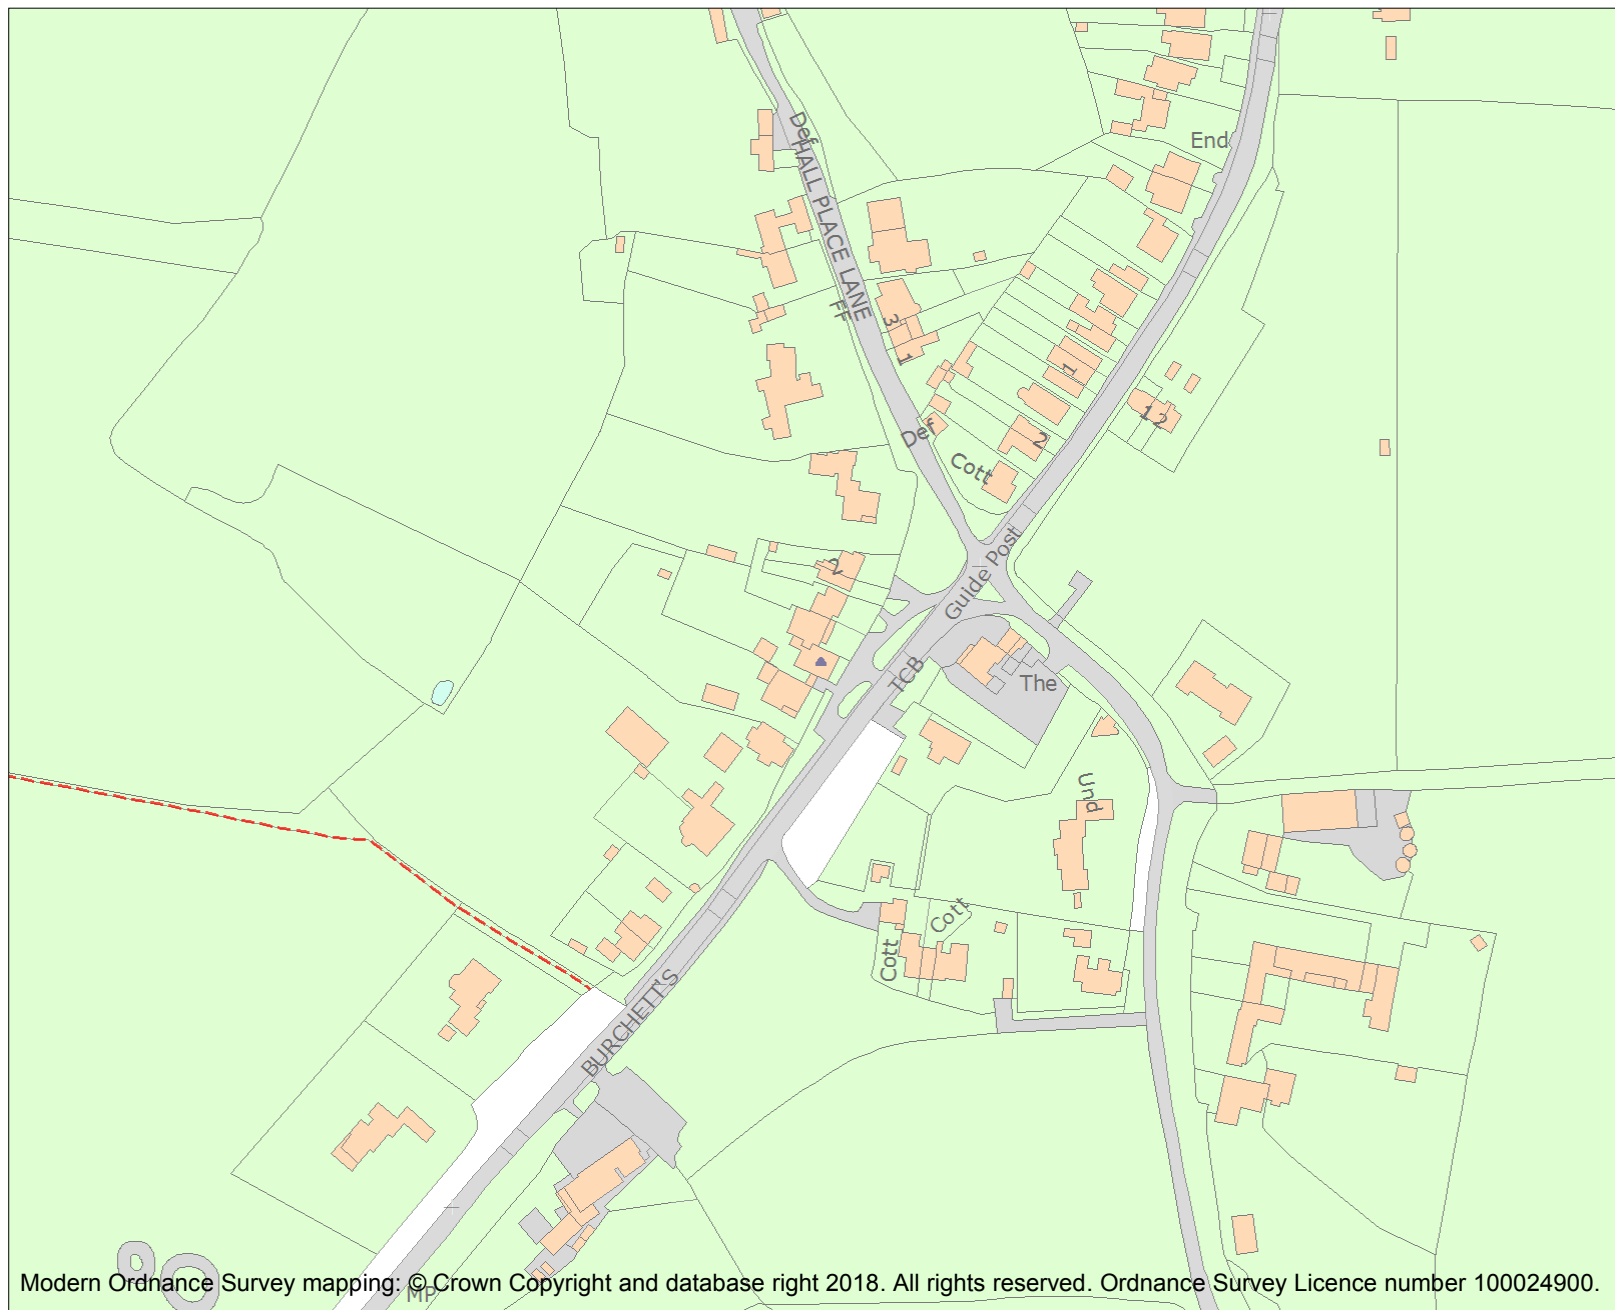 End
Def
HALL PLACE LANE
FF
3
1
1
1 2
Def
2
Cott
Guide Post
2
TCB
The
Und
Cott
Cott
BURCHETT'S
MP
Modern Ordnance Survey mapping: © Crown Copyright and database right 2018. All rights reserved. Ordnance Survey Licence number 100024900.